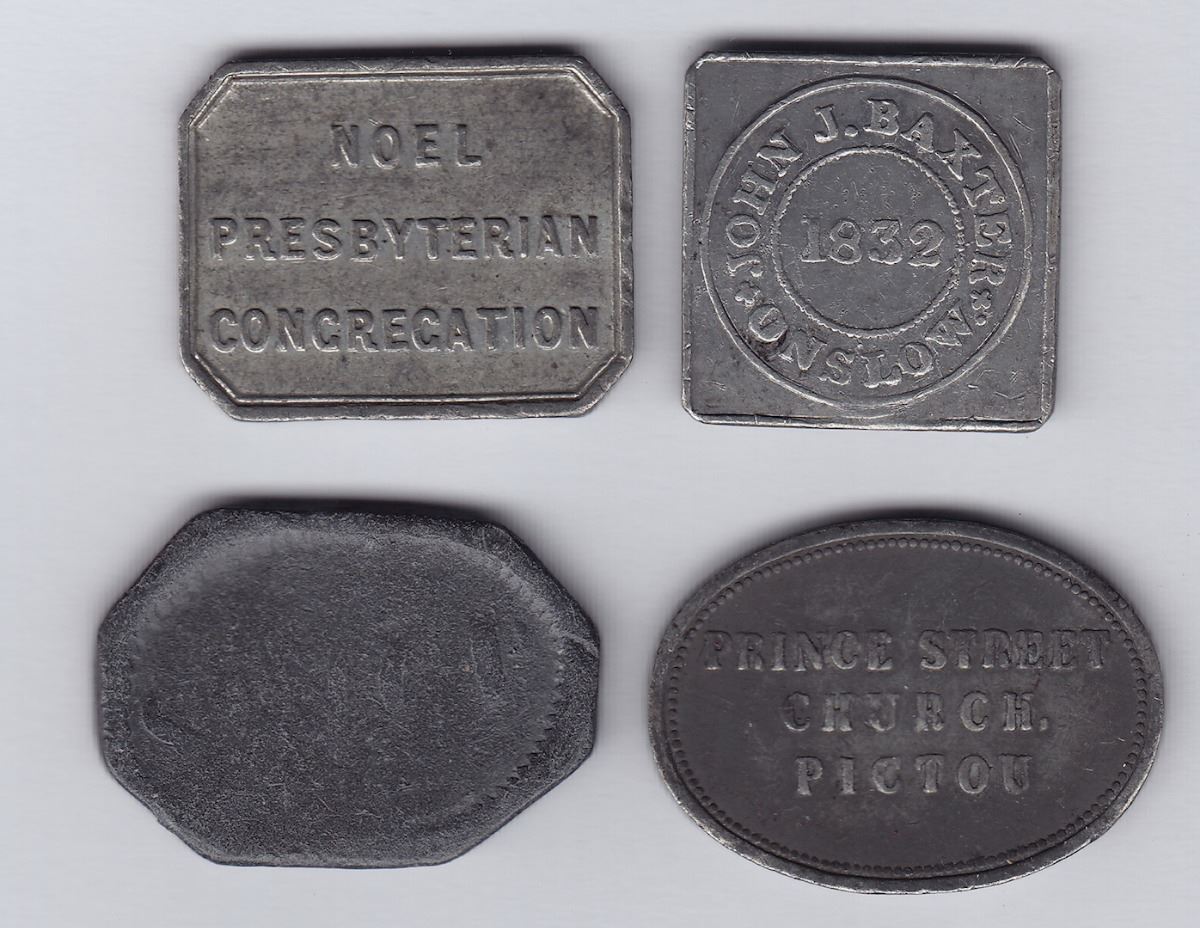 NOEL
PRESBYTERIAN
CONGREGATION
JOHN J. BAXTER
1832
ONSLOW
PRINCE STREET
CHURCH.
PICTOU